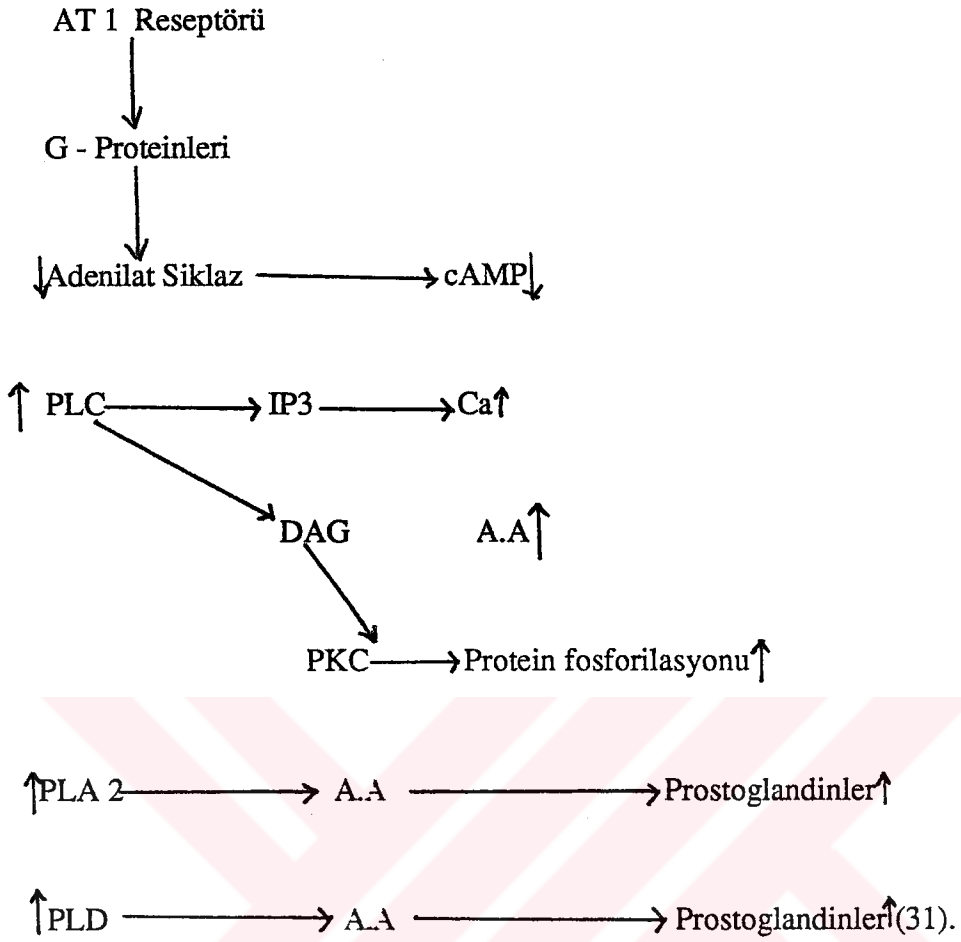 AT 1 Reseptörü
G - Proteinleri
↓Adenilat Siklaz → cAMP↓
↑ PLC → IP3 → Ca↑
DAG A.A↑
PKC → Protein fosforilasyonu↑
↑PLA 2 → A.A → Prostoglandinler↑
↑PLD → A.A → Prostoglandinler↑(31).